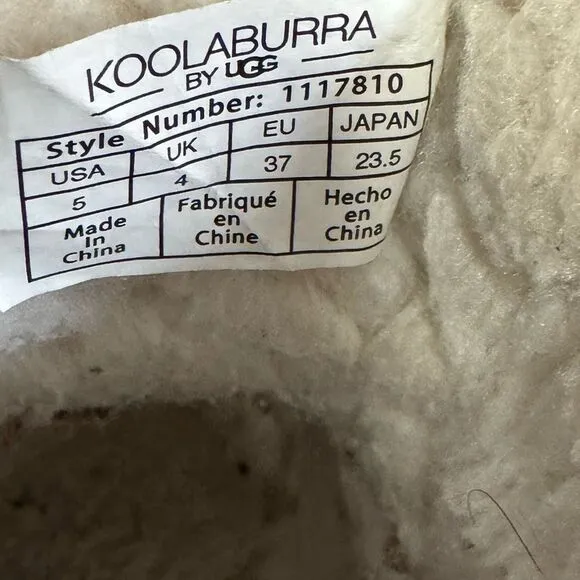 KOOLABURRA
BY UGG
Style Number: 1117810
USA UK EU JAPAN
5 4 37 23.5
Made In China
Fabriqué en Chine
Hecho en China